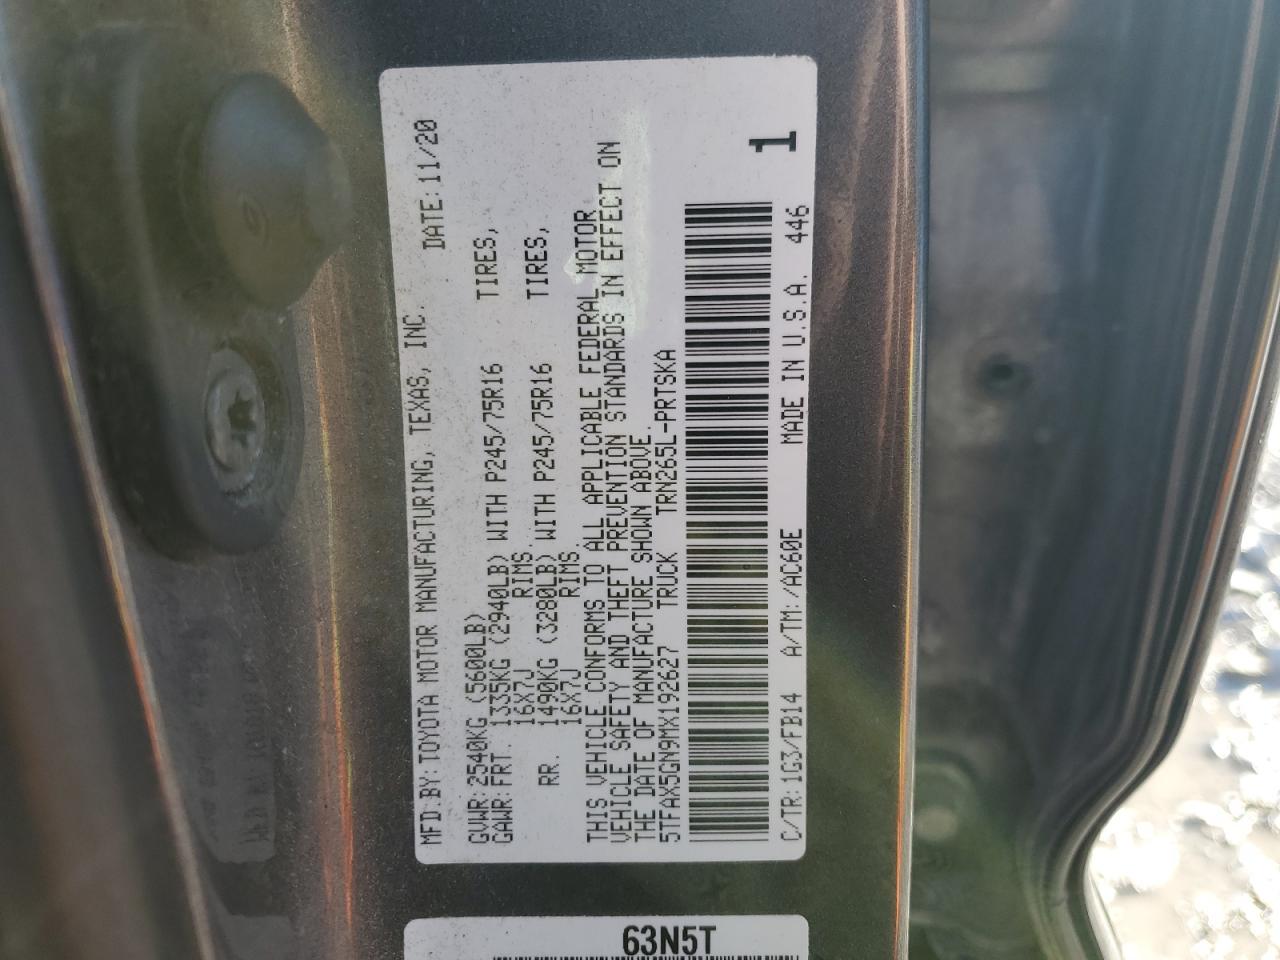 MFD.BY: TOYOTA MOTOR MANUFACTURING, TEXAS, INC. DATE: 11/20
GVWR: 2540KG (5600LB)
GAWR: FRT. 1335KG (2940LB) WITH P245/75R16 TIRES,
16X7J RIMS.
RR. 1490KG (3280LB) WITH P245/75R16 TIRES,
16X7J RIMS.
THIS VEHICLE CONFORMS TO ALL APPLICABLE FEDERAL MOTOR
VEHICLE SAFETY AND THEFT PREVENTION STANDARDS IN EFFECT ON
THE DATE OF MANUFACTURE SHOWN ABOVE.
5TFAX5GN9MX192627 TRUCK TRN265L-PRTSKA
1
C/TR: 1G3/FB14 A/TM: /AC60E MADE IN U.S.A. 446
63N5T